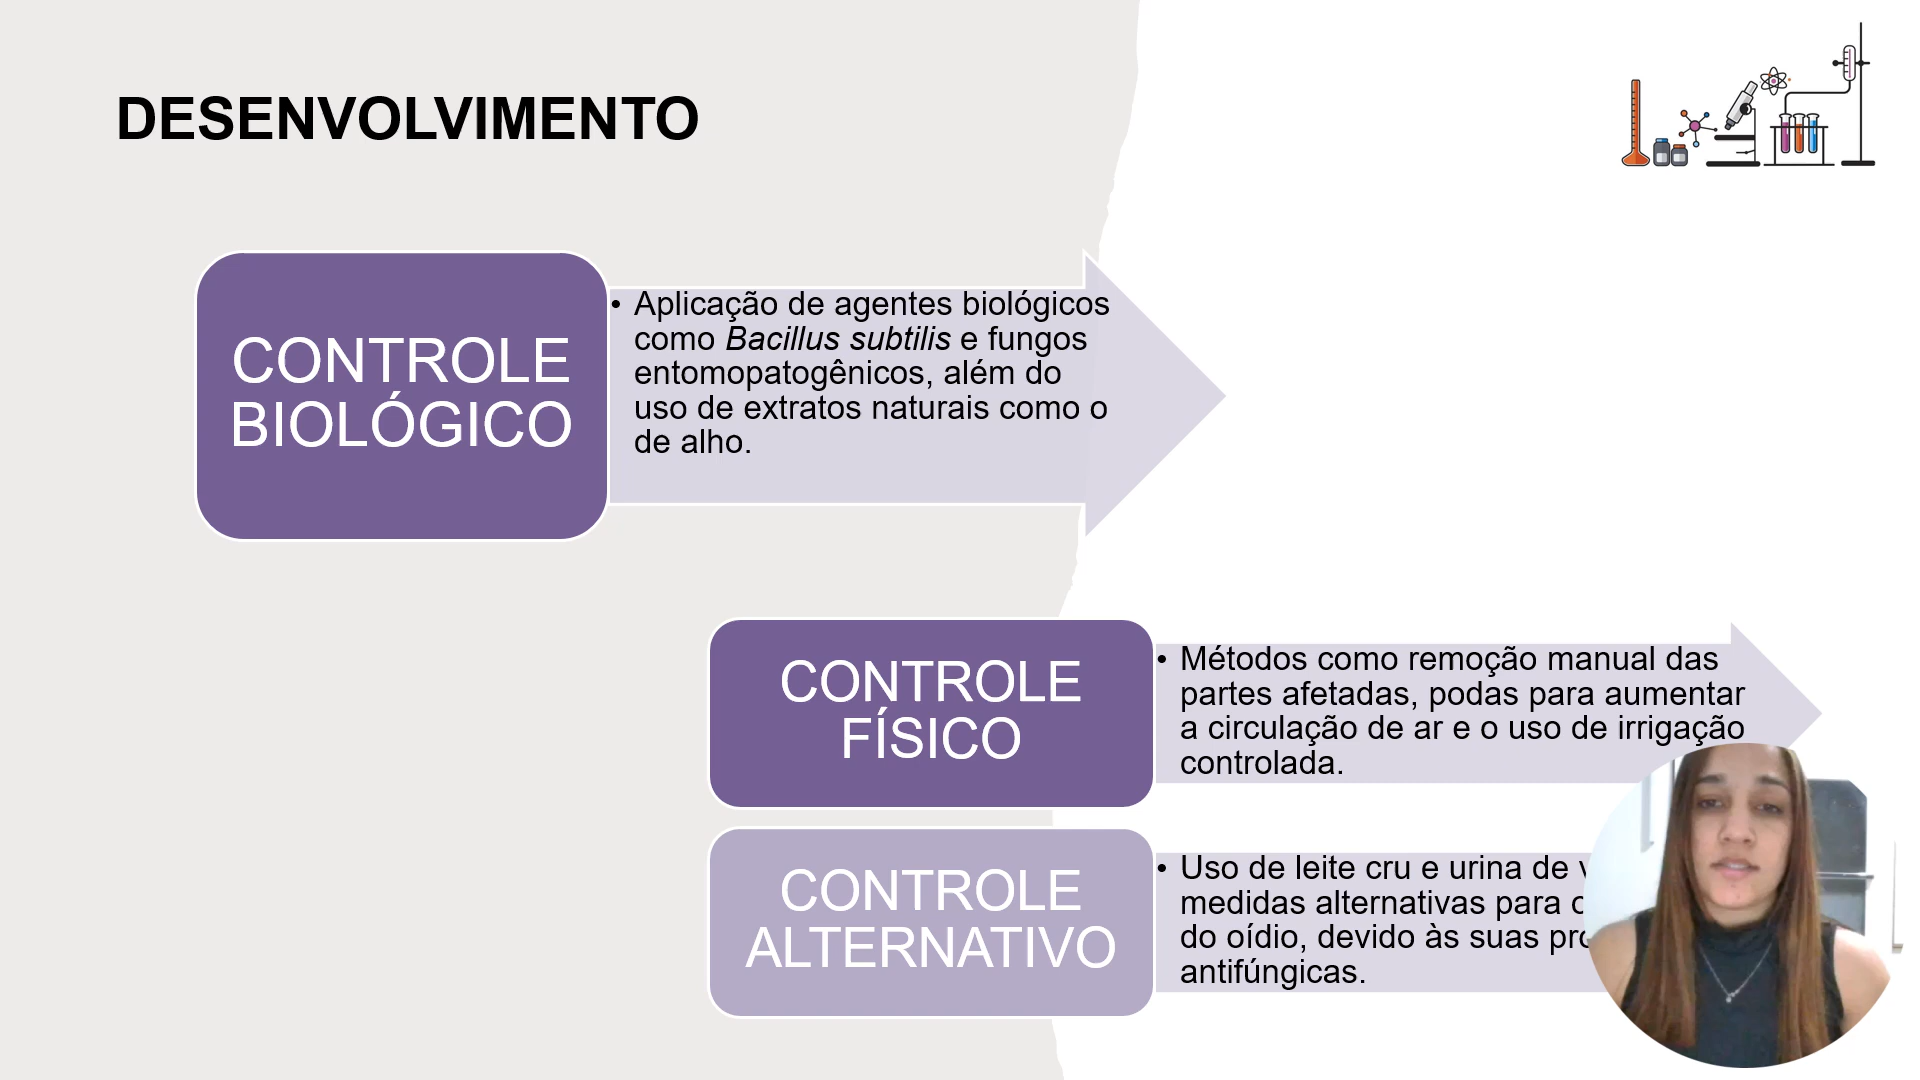 DESENVOLVIMENTO
CONTROLE
BIOLÓGICO
• Aplicação de agentes biológicos
como Bacillus subtilis e fungos
entomopatogênicos, além do
uso de extratos naturais como o
de alho.
CONTROLE
FÍSICO
• Métodos como remoção manual das
partes afetadas, podas para aumentar
a circulação de ar e o uso de irrigação
controlada.
CONTROLE
ALTERNATIVO
• Uso de leite cru e urina de
medidas alternativas para
do oídio, devido às suas
antifúngicas.